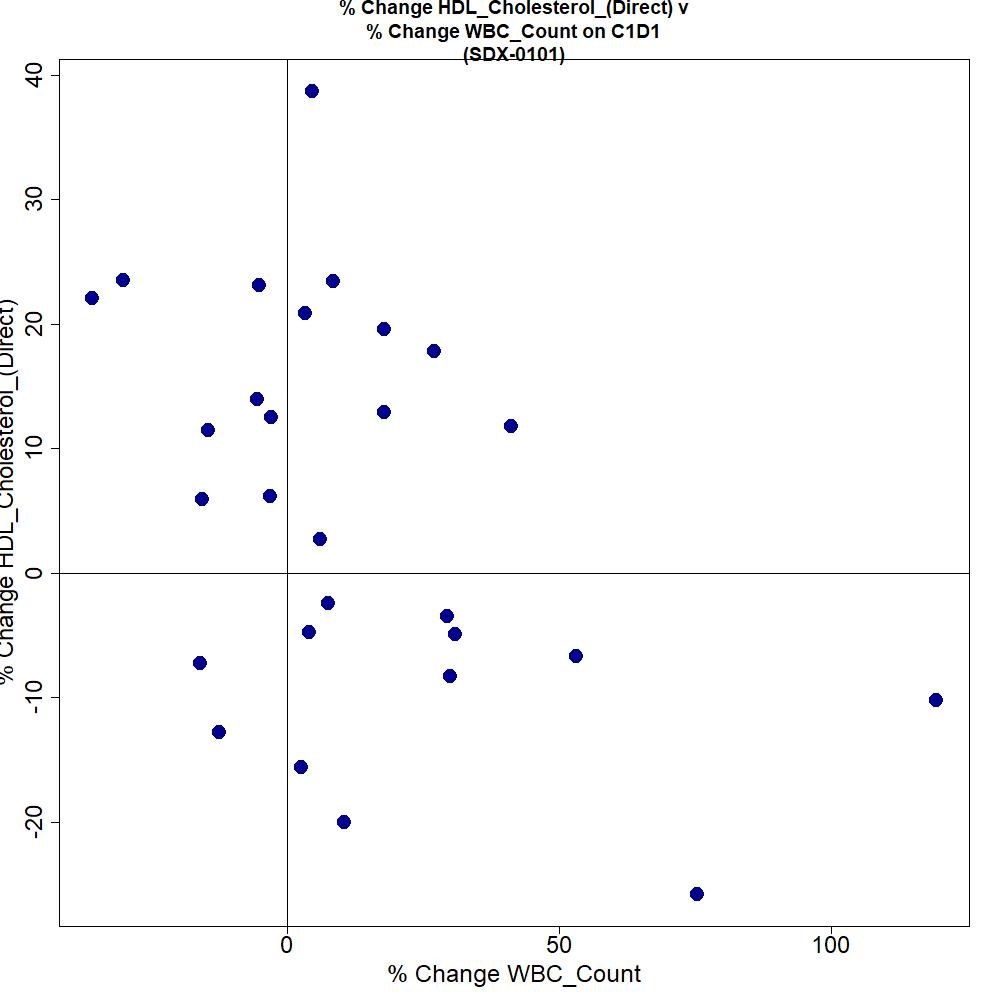 % Change HDL_Cholesterol_(Direct) v
% Change WBC_Count on C1D1
(SDX-0101)
% Change HDL_Cholesterol_(Direct)
40
30
20
10
0
-10
-20
0
50
100
% Change WBC_Count